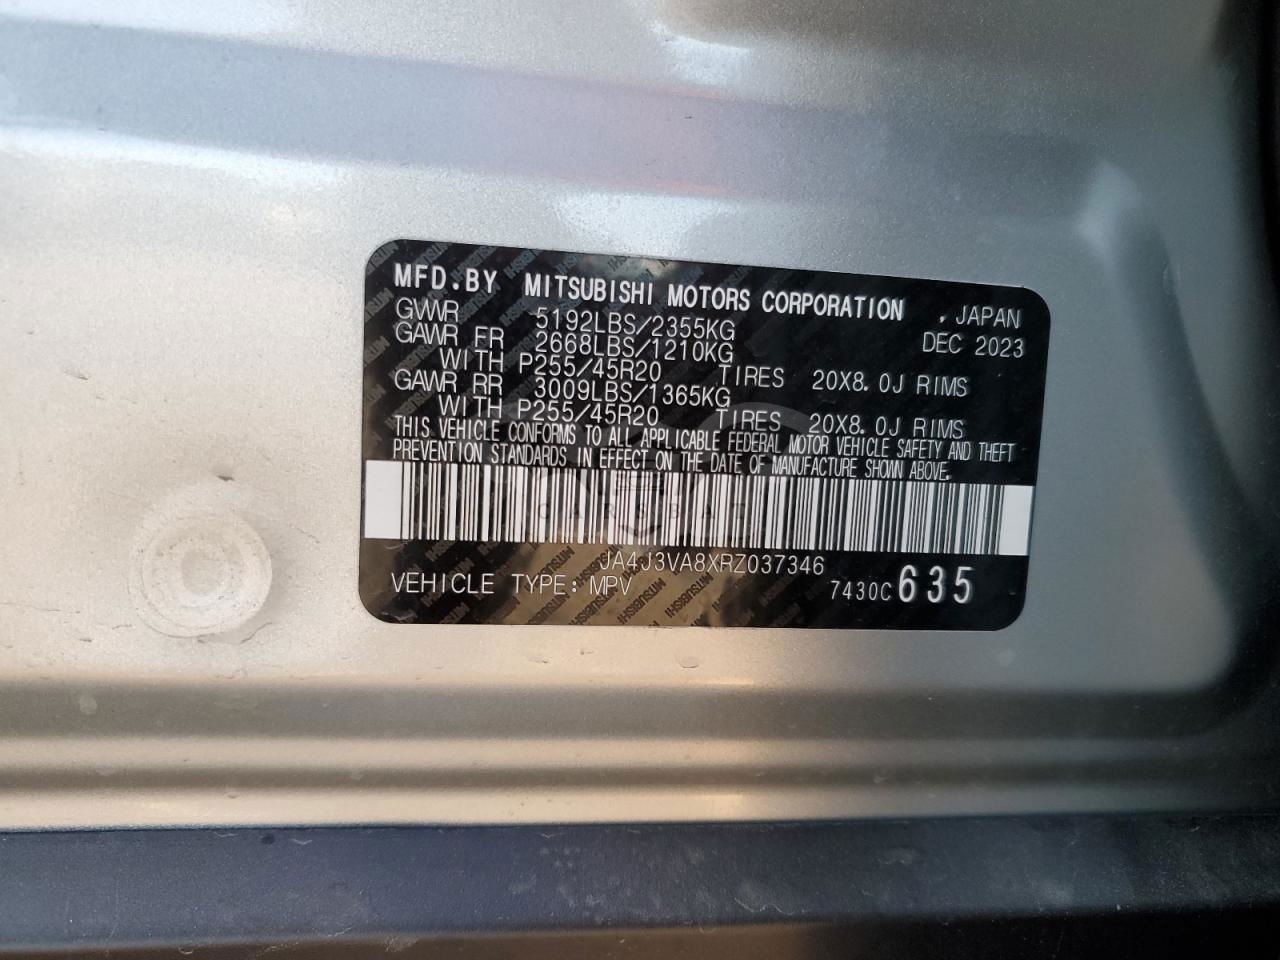 MFD.BY MITSUBISHI MOTORS CORPORATION , JAPAN
GVWR 5192LBS/2355KG DEC 2023
GAWR FR 2668LBS/1210KG
WITH P255/45R20 TIRES 20X8.0J RIMS
GAWR RR 3009LBS/1365KG
WITH P255/45R20 TIRES 20X8.0J RIMS
THIS VEHICLE CONFORMS TO ALL APPLICABLE FEDERAL MOTOR VEHICLE SAFETY AND THEFT
PREVENTION STANDARDS IN EFFECT ON THE DATE OF MANUFACTURE SHOWN ABOVE.
JA4J3VA8XRZ037346
VEHICLE TYPE: MPV 7430C 635